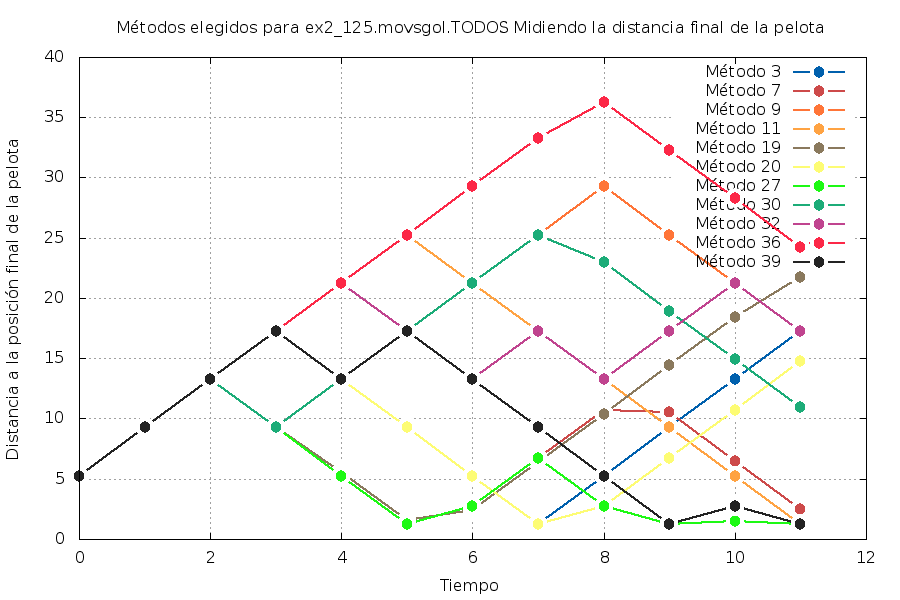 Métodos elegidos para ex2_125.movsgol.TODOS Midiendo la distancia final de la pelota
Distancia a la posición final de la pelota
40
35
30
25
20
15
10
5
0
0 2 4 6 8 10 12
Tiempo
Método 3
Método 7
Método 9
Método 11
Método 19
Método 20
Método 27
Método 30
Método 32
Método 36
Método 39